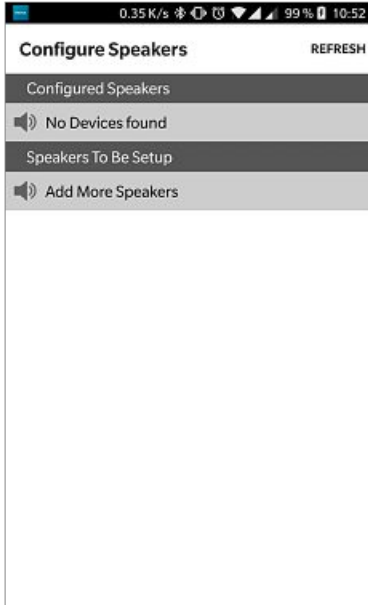 0.35 K/s 99 % 10:52
Configure Speakers REFRESH
Configured Speakers
No Devices found
Speakers To Be Setup
Add More Speakers